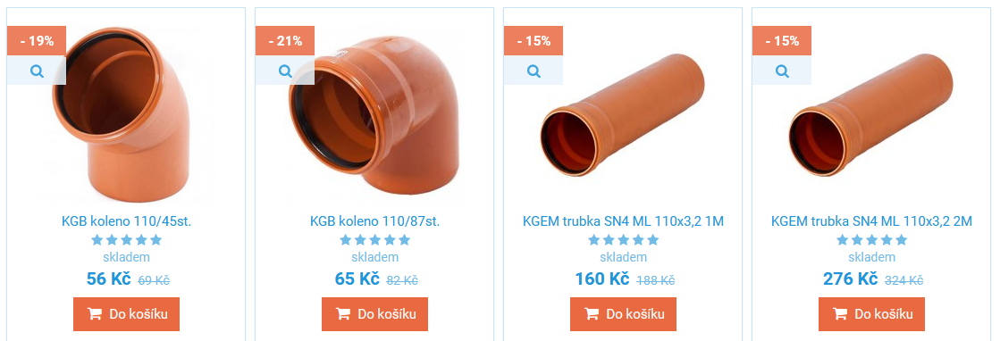 - 19%
KGB koleno 110/45st.
skladem
56 Kč 69 Kč
Do košíku
- 21%
KGB koleno 110/87st.
skladem
65 Kč 82 Kč
Do košíku
- 15%
KGEM trubka SN4 ML 110x3,2 1M
skladem
160 Kč 188 Kč
Do košíku
- 15%
KGEM trubka SN4 ML 110x3,2 2M
skladem
276 Kč 324 Kč
Do košíku